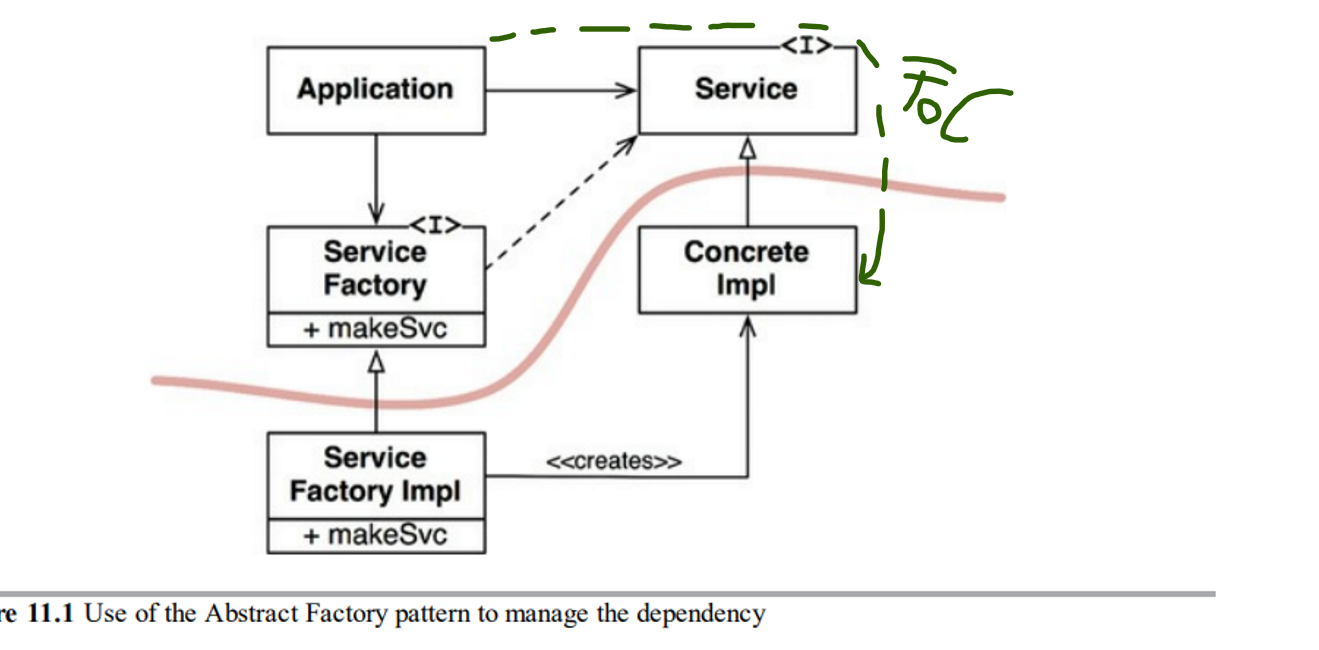 <I>
Application
Service
FoC
<I>
Service
Factory
+ makeSvc
Concrete
Impl
Service
Factory Impl
+ makeSvc
<<creates>>
re 11.1 Use of the Abstract Factory pattern to manage the dependency